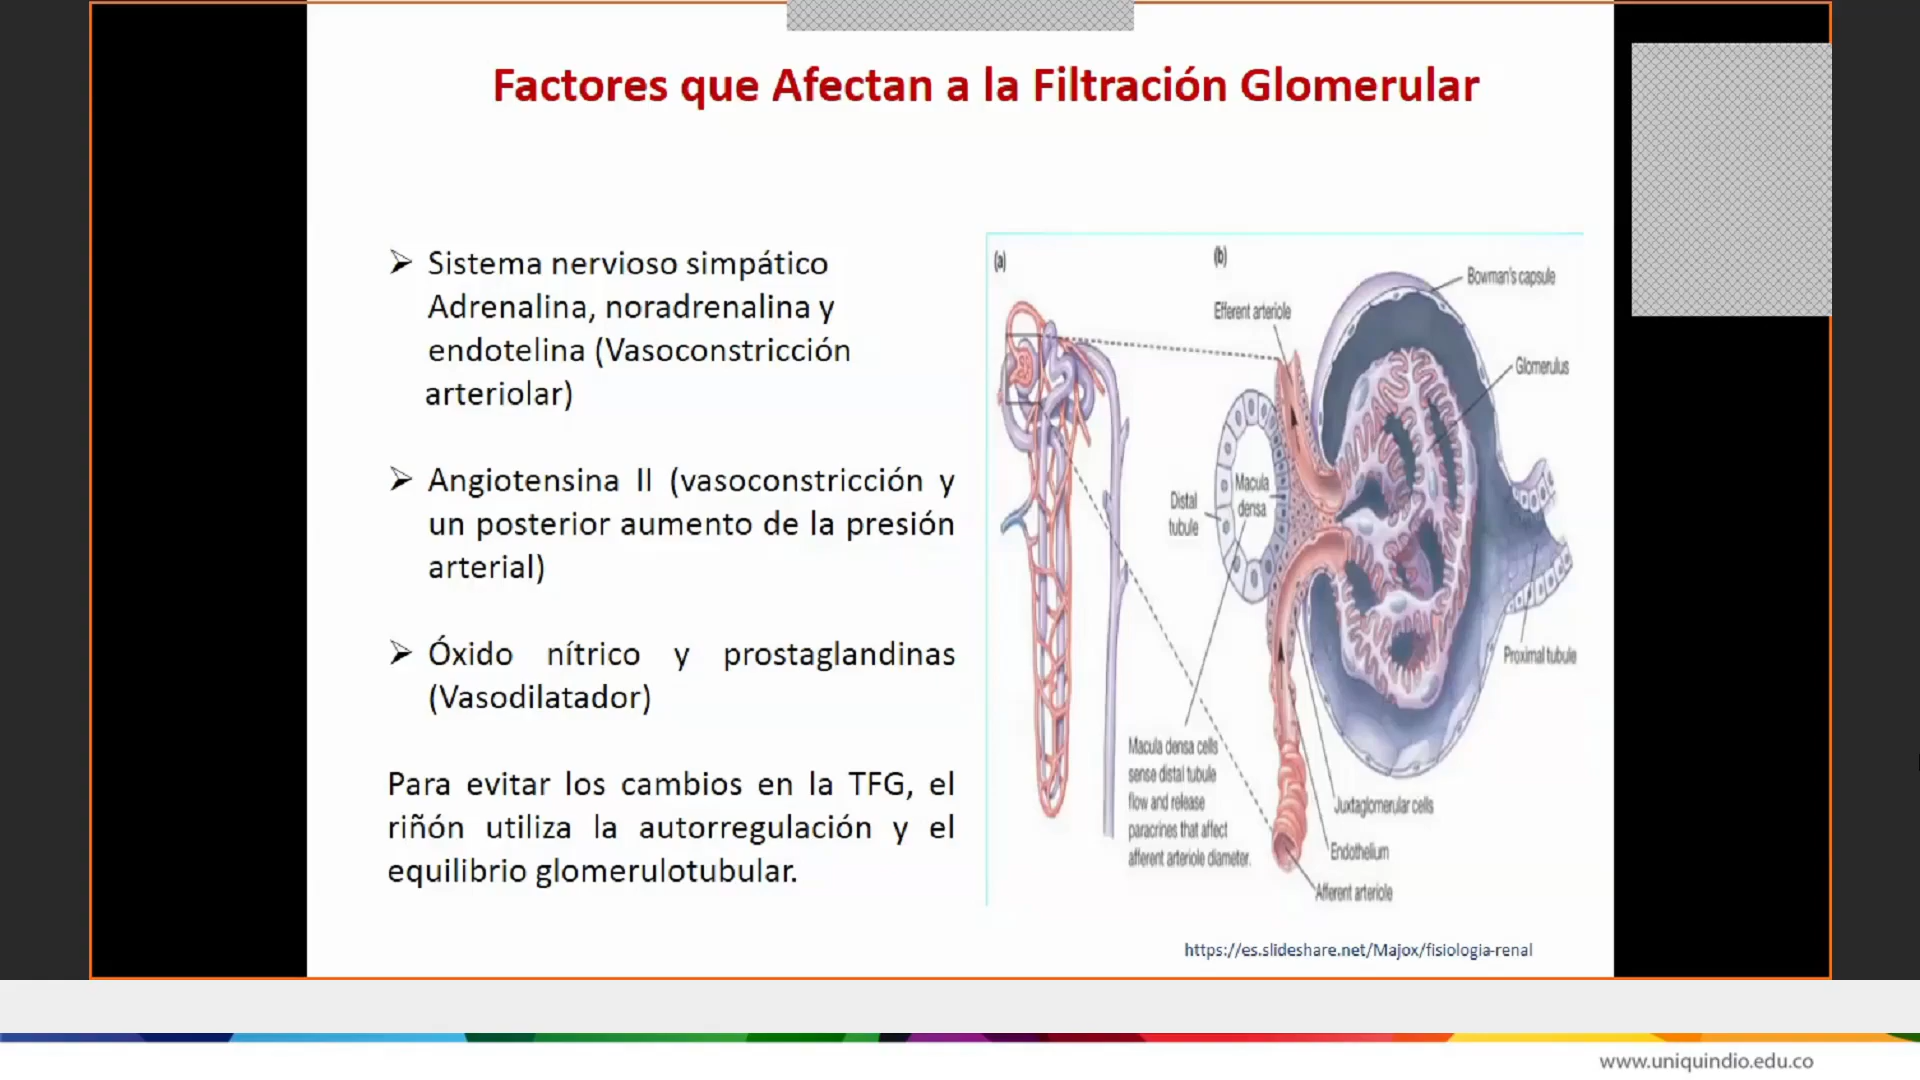 Factores que Afectan a la Filtración Glomerular
➢ Sistema nervioso simpático
Adrenalina, noradrenalina y
endotelina (Vasoconstricción
arteriolar)
➢ Angiotensina II (vasoconstricción y
un posterior aumento de la presión
arterial)
➢ Óxido nítrico y prostaglandinas
(Vasodilatador)
Para evitar los cambios en la TFG, el
riñón utiliza la autorregulación y el
equilibrio glomerulotubular.
(a)
(b)
Bowman's capsule
Efferent arteriole
Glomerulus
Macula
densa
Distal
tubule
Proximal tubule
Macula densa cells
sense distal tubule
flow and release
paracrines that affect
afferent arteriole diameter.
Juxtaglomerular cells
Endothelium
Afferent arteriole
https://es.slideshare.net/Majox/fisiologia-renal
www.uniquindio.edu.co